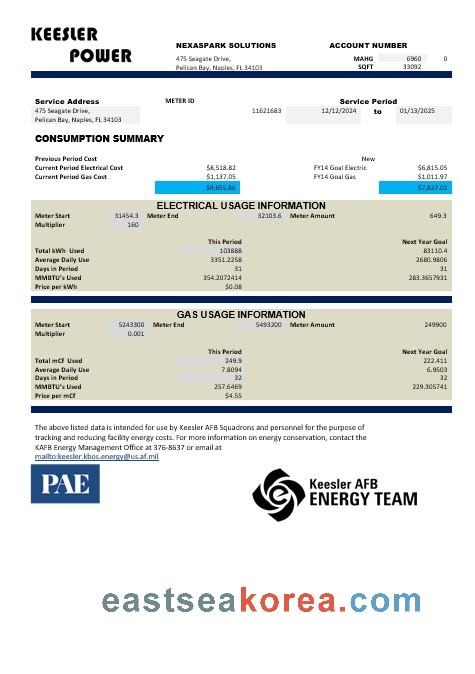 KEESLER
POWER
NEXASPARK SOLUTIONS ACCOUNT NUMBER
475 Seagate Drive, MAHG 6960 0
Pelican Bay, Naples, FL 34103 SQFT 33092
Service Address METER ID Service Period
475 Seagate Drive, 11621683 12/12/2024 to 01/13/2025
Pelican Bay, Naples, FL 34103
CONSUMPTION SUMMARY
Previous Period Cost New
Current Period Electrical Cost $8,518.82 FY14 Goal Electric $6,815.05
Current Period Gas Cost $1,137.05 FY14 Goal Gas $1,011.97
$9,655.86 $7,827.02
ELECTRICAL USAGE INFORMATION
Meter Start 31454.3 Meter End 32103.6 Meter Amount 649.3
Multiplier 160
This Period Next Year Goal
Total kWh Used 103888 83110.4
Average Daily Use 3351.2258 2680.9806
Days in Period 31 31
MMBTU's Used 354.2072414 283.3657931
Price per kWh $0.08
GAS USAGE INFORMATION
Meter Start 5243300 Meter End 5493200 Meter Amount 249900
Multiplier 0.001
This Period Next Year Goal
Total mCf Used 249.9 222.411
Average Daily Use 7.8094 6.9503
Days in Period 32 32
MMBTU's Used 257.6469 229.305741
Price per mCf $4.55
The above listed data is intended for use by Keesler AFB Squadrons and personnel for the purpose of
tracking and reducing facility energy costs. For more information on energy conservation, contact the
KAFB Energy Management Office at 376-8637 or email at
mailto:keesler.kbos.energy@us.af.mil
PAE
Keesler AFB
ENERGY TEAM
eastseakorea.com